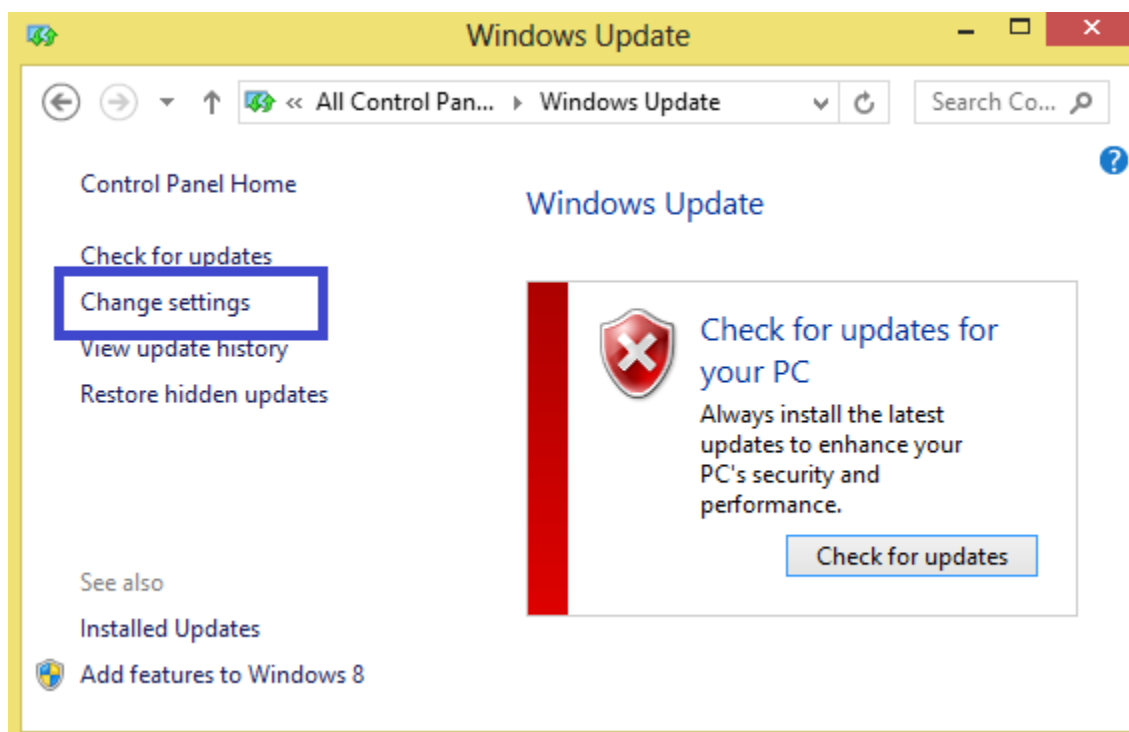 Windows Update
« All Control Pan... Windows Update
Search Co...
Control Panel Home
Check for updates
Change settings
View update history
Restore hidden updates
See also
Installed Updates
Add features to Windows 8
Windows Update
Check for updates for
your PC
Always install the latest
updates to enhance your
PC's security and
performance.
Check for updates